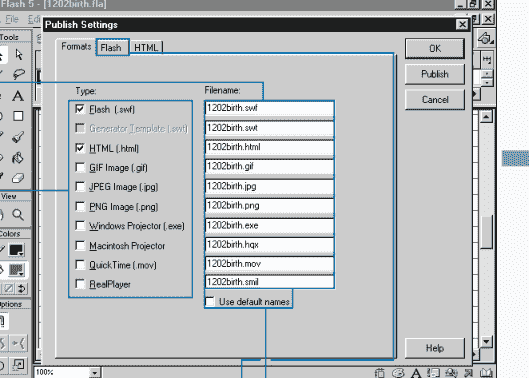 Flash 5 - [1202birth.fla]
File Edit
Publish Settings
Tools
Formats Flash HTML
OK
Publish
Cancel
Type: Filename:
Flash (.swf) 1202birth.swf
Generator Template (.swt) 1202birth.swt
HTML (.html) 1202birth.html
GIF Image (.gif) 1202birth.gif
JPEG Image (.jpg) 1202birth.jpg
PNG Image (.png) 1202birth.png
Windows Projector (.exe) 1202birth.exe
Macintosh Projector 1202birth.hqx
QuickTime (.mov) 1202birth.mov
RealPlayer 1202birth.smil
Use default names
View
Colors
Options
Help
100%